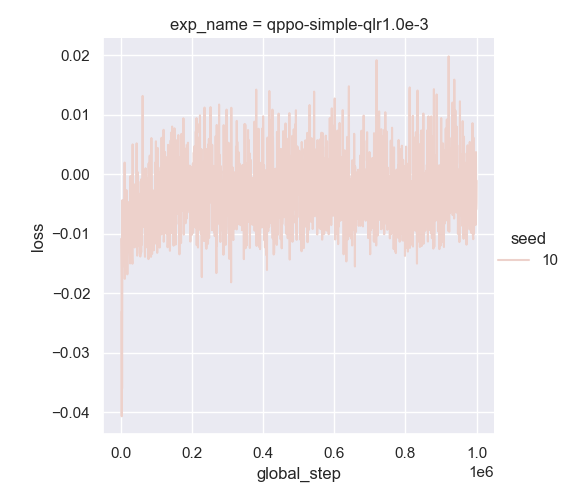 exp_name = qppo-simple-qlr1.0e-3
0.02
0.01
0.00
−0.01
−0.02
−0.03
−0.04
loss
0.0 0.2 0.4 0.6 0.8 1.0
1e6
global_step
seed
10